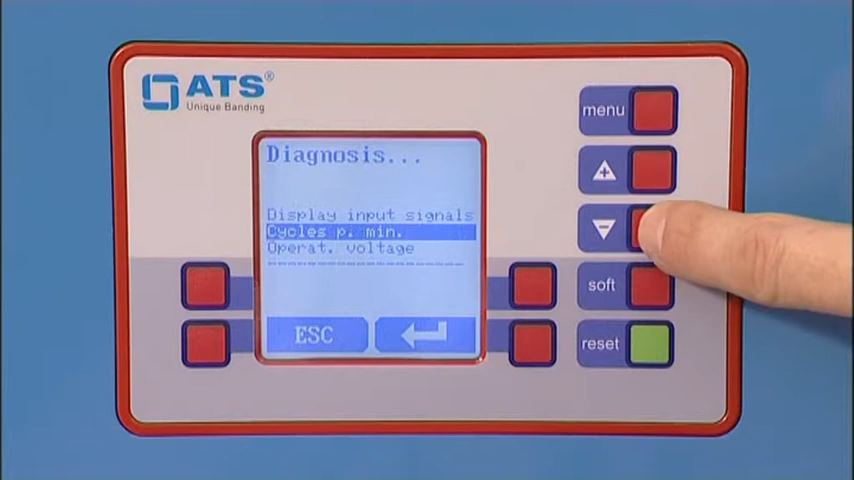 ATS®
Unique Banding
Diagnosis...
Display input signals
Cycles p. min.
Operat. voltage
ESC
menu
+
−
soft
reset